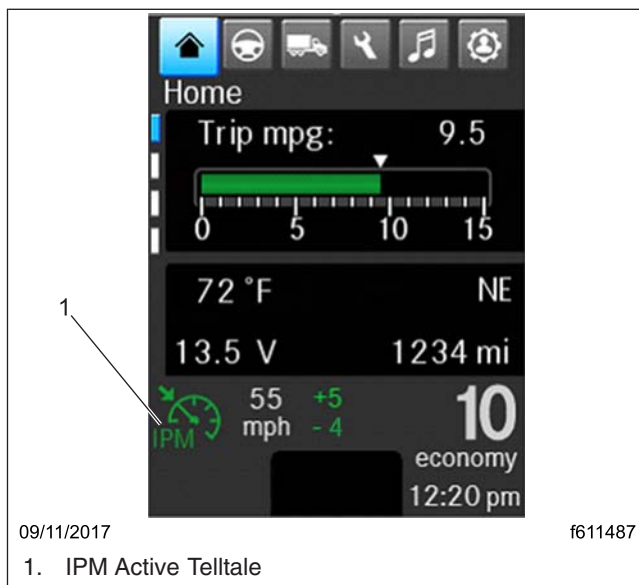 Home
Trip mpg: 9.5
0 5 10 15
72 °F NE
13.5 V 1234 mi
1
IPM
55 mph
+5
- 4
10
economy
12:20 pm
09/11/2017 f611487
1. IPM Active Telltale